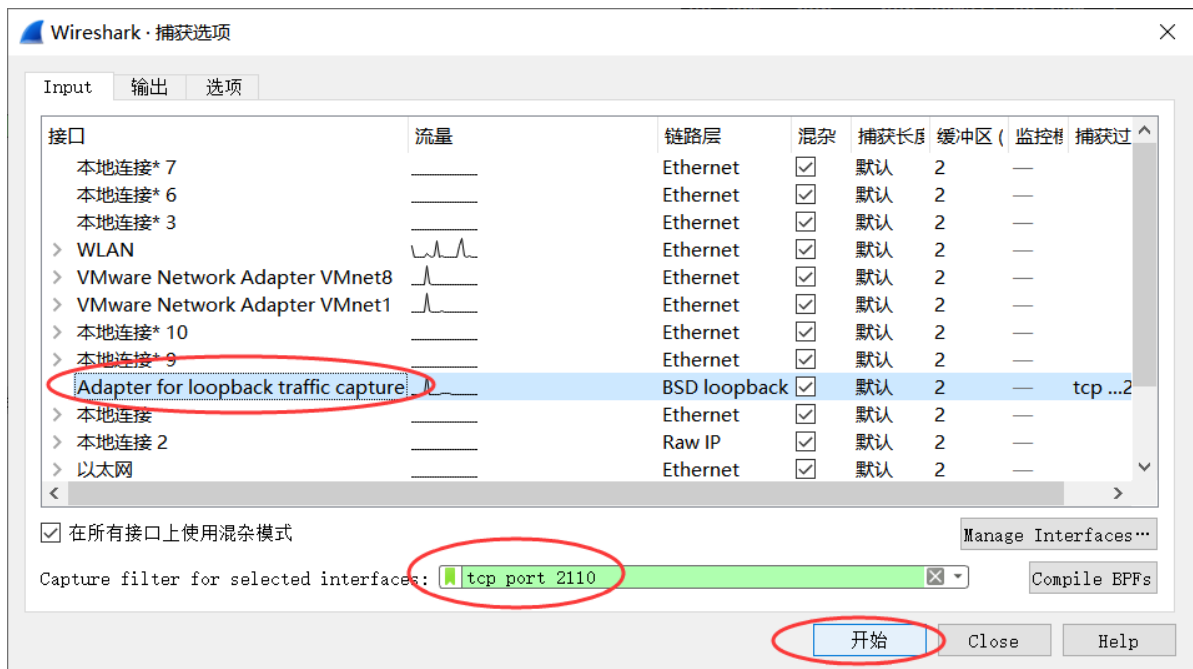 Wireshark · 捕获选项
Input 输出 选项
接口 流量 链路层 混杂 捕获长度 缓冲区 ( 监控模 捕获过
本地连接* 7 Ethernet 默认 2 —
本地连接* 6 Ethernet 默认 2 —
本地连接* 3 Ethernet 默认 2 —
WLAN Ethernet 默认 2 —
VMware Network Adapter VMnet8 Ethernet 默认 2 —
VMware Network Adapter VMnet1 Ethernet 默认 2 —
本地连接* 10 Ethernet 默认 2 —
本地连接* 9 Ethernet 默认 2 —
Adapter for loopback traffic capture BSD loopback 默认 2 — tcp ...2
本地连接 Ethernet 默认 2 —
本地连接 2 Raw IP 默认 2 —
以太网 Ethernet 默认 2 —
在所有接口上使用混杂模式 Manage Interfaces…
Capture filter for selected interfaces: tcp port 2110 Compile BPFs
开始 Close Help